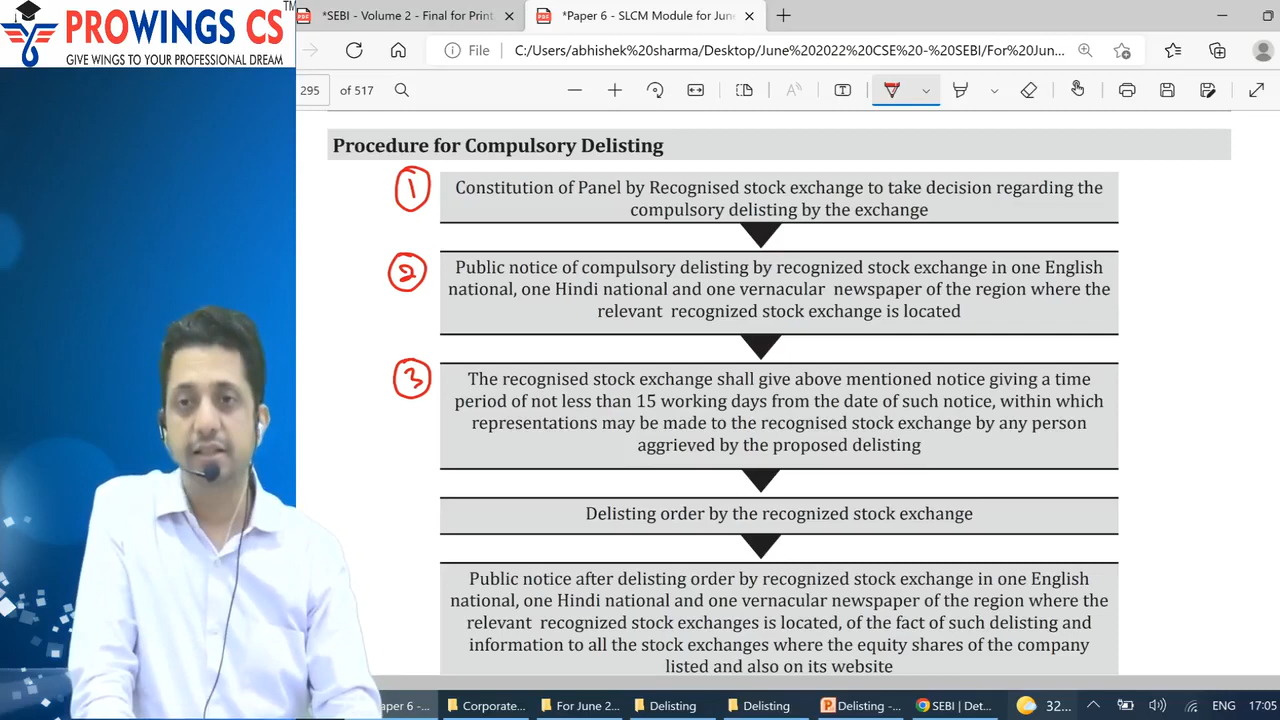 PROWINGS CS™
GIVE WINGS TO YOUR PROFESSIONAL DREAM
*SEBI - Volume 2 - Final for Print
*Paper 6 - SLCM Module for June
File
C:/Users/abhishek%20sharma/Desktop/June%202022%20CSE%20-%20SEBI/For%20Jun...
295 of 517
Procedure for Compulsory Delisting
1
Constitution of Panel by Recognised stock exchange to take decision regarding the
compulsory delisting by the exchange
2
Public notice of compulsory delisting by recognized stock exchange in one English
national, one Hindi national and one vernacular newspaper of the region where the
relevant recognized stock exchange is located
3
The recognised stock exchange shall give above mentioned notice giving a time
period of not less than 15 working days from the date of such notice, within which
representations may be made to the recognised stock exchange by any person
aggrieved by the proposed delisting
Delisting order by the recognized stock exchange
Public notice after delisting order by recognized stock exchange in one English
national, one Hindi national and one vernacular newspaper of the region where the
relevant recognized stock exchanges is located, of the fact of such delisting and
information to all the stock exchanges where the equity shares of the company
listed and also on its website
aper 6 - Corporate... For June 2... Delisting Delisting Delisting -... SEBI | Det... 32... ENG 17:05